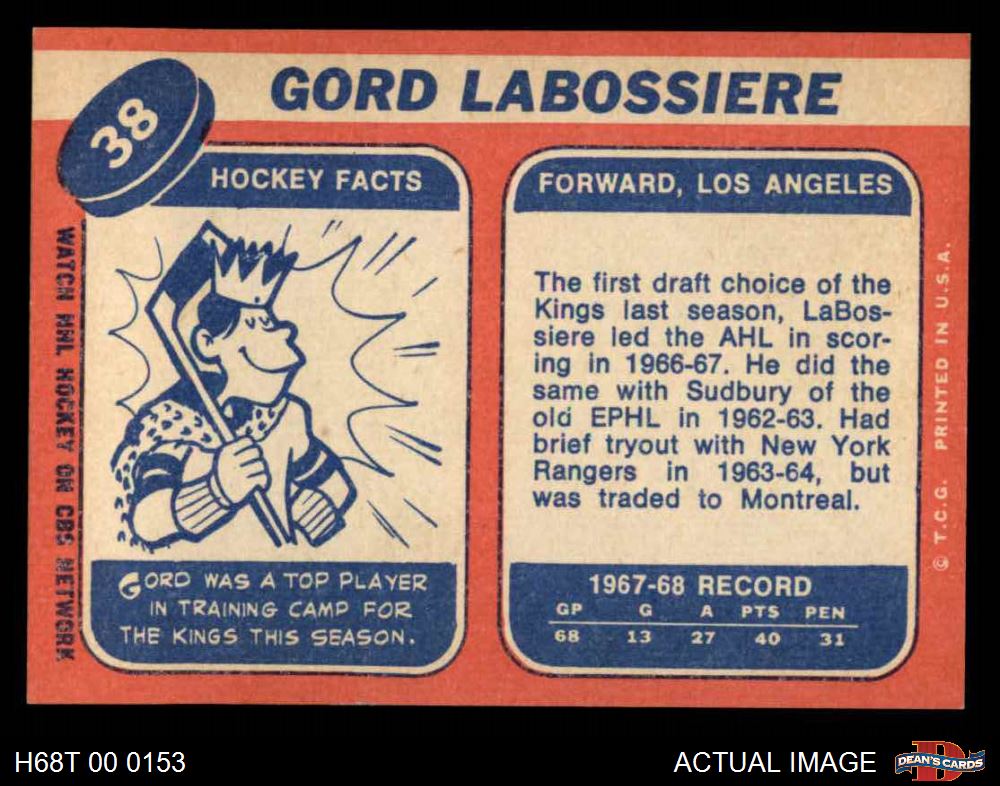 38
GORD LABOSSIERE
HOCKEY FACTS
GORD WAS A TOP PLAYER
IN TRAINING CAMP FOR
THE KINGS THIS SEASON.
FORWARD, LOS ANGELES
The first draft choice of the
Kings last season, LaBos-
siere led the AHL in scor-
ing in 1966-67. He did the
same with Sudbury of the
old EPHL in 1962-63. Had
brief tryout with New York
Rangers in 1963-64, but
was traded to Montreal.
1967-68 RECORD
GP G A PTS PEN
68 13 27 40 31
WATCH NHL HOCKEY ON CBS NETWORK
© T.C.G. PRINTED IN U.S.A.
H68T 00 0153
ACTUAL IMAGE
D
DEAN'S CARDS